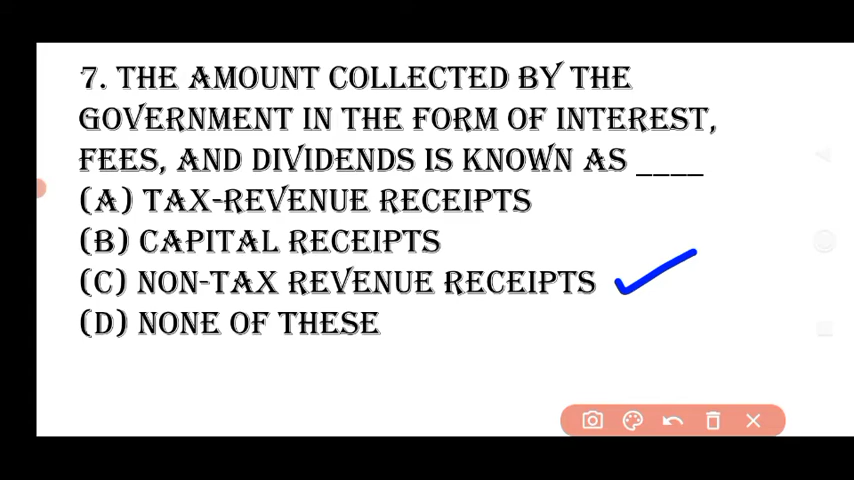 7. THE AMOUNT COLLECTED BY THE
GOVERNMENT IN THE FORM OF INTEREST,
FEES, AND DIVIDENDS IS KNOWN AS ____
(A) TAX-REVENUE RECEIPTS
(B) CAPITAL RECEIPTS
(C) NON-TAX REVENUE RECEIPTS
(D) NONE OF THESE